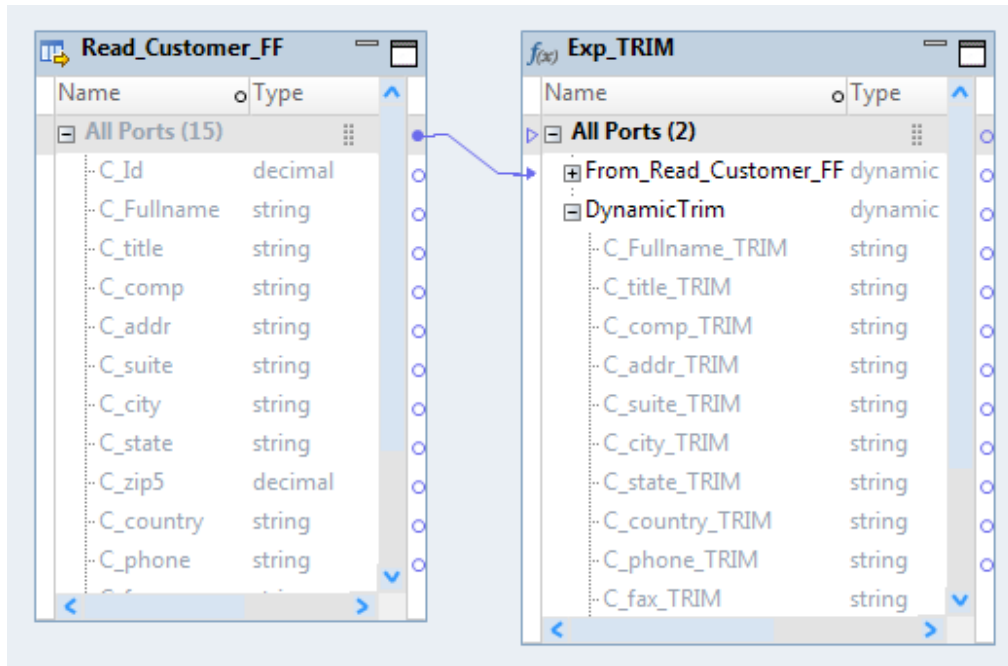 Read_Customer_FF
Name Type
All Ports (15)
C_Id decimal
C_Fullname string
C_title string
C_comp string
C_addr string
C_suite string
C_city string
C_state string
C_zip5 decimal
C_country string
C_phone string
f(x) Exp_TRIM
Name Type
All Ports (2)
From_Read_Customer_FF dynamic
DynamicTrim dynamic
C_Fullname_TRIM string
C_title_TRIM string
C_comp_TRIM string
C_addr_TRIM string
C_suite_TRIM string
C_city_TRIM string
C_state_TRIM string
C_country_TRIM string
C_phone_TRIM string
C_fax_TRIM string